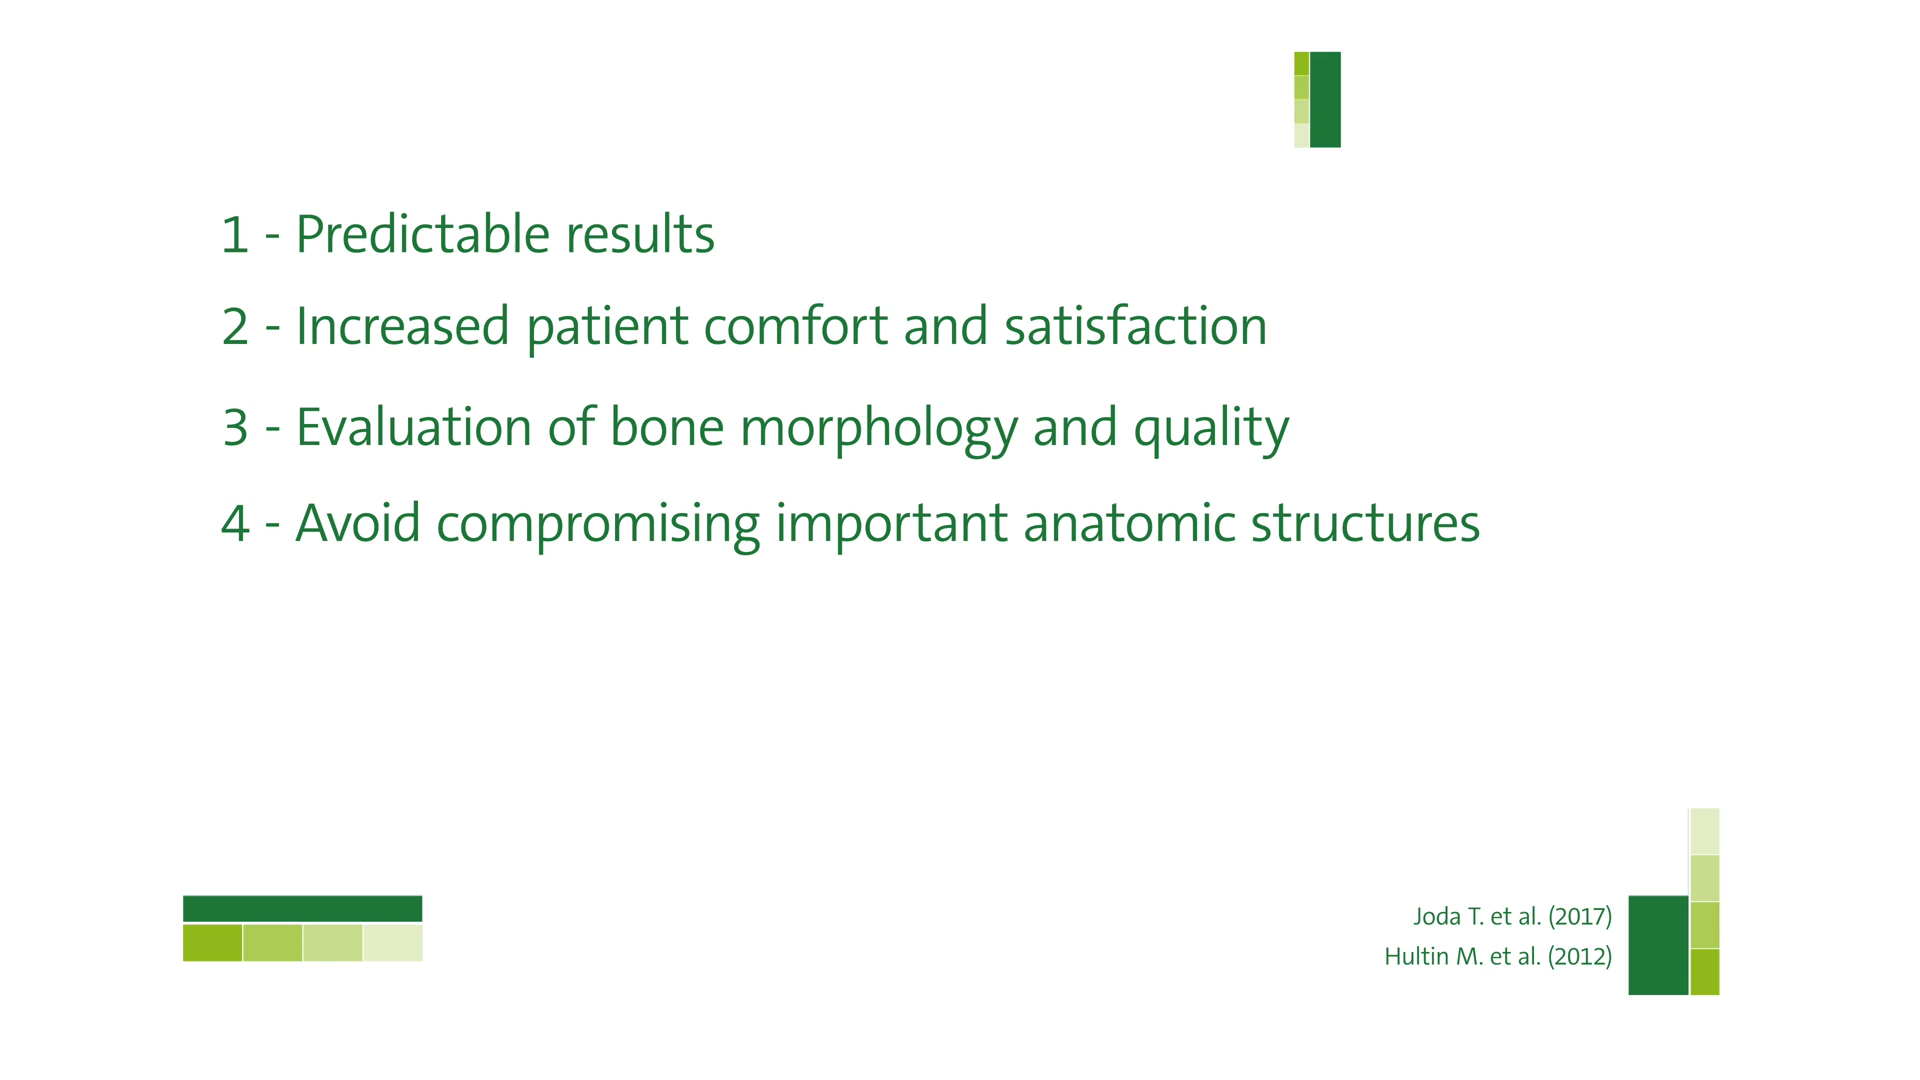 1 - Predictable results
2 - Increased patient comfort and satisfaction
3 - Evaluation of bone morphology and quality
4 - Avoid compromising important anatomic structures
Joda T. et al. (2017)
Hultin M. et al. (2012)